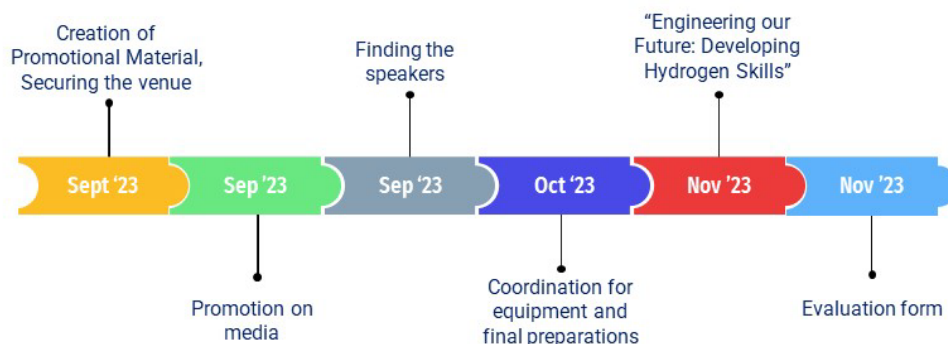 Creation of
Promotional Material,
Securing the venue
Finding the
speakers
“Engineering our
Future: Developing
Hydrogen Skills”
Sept ‘23
Sep ’23
Sep ‘23
Oct ‘23
Nov ’23
Nov ’23
Promotion on
media
Coordination for
equipment and
final preparations
Evaluation form